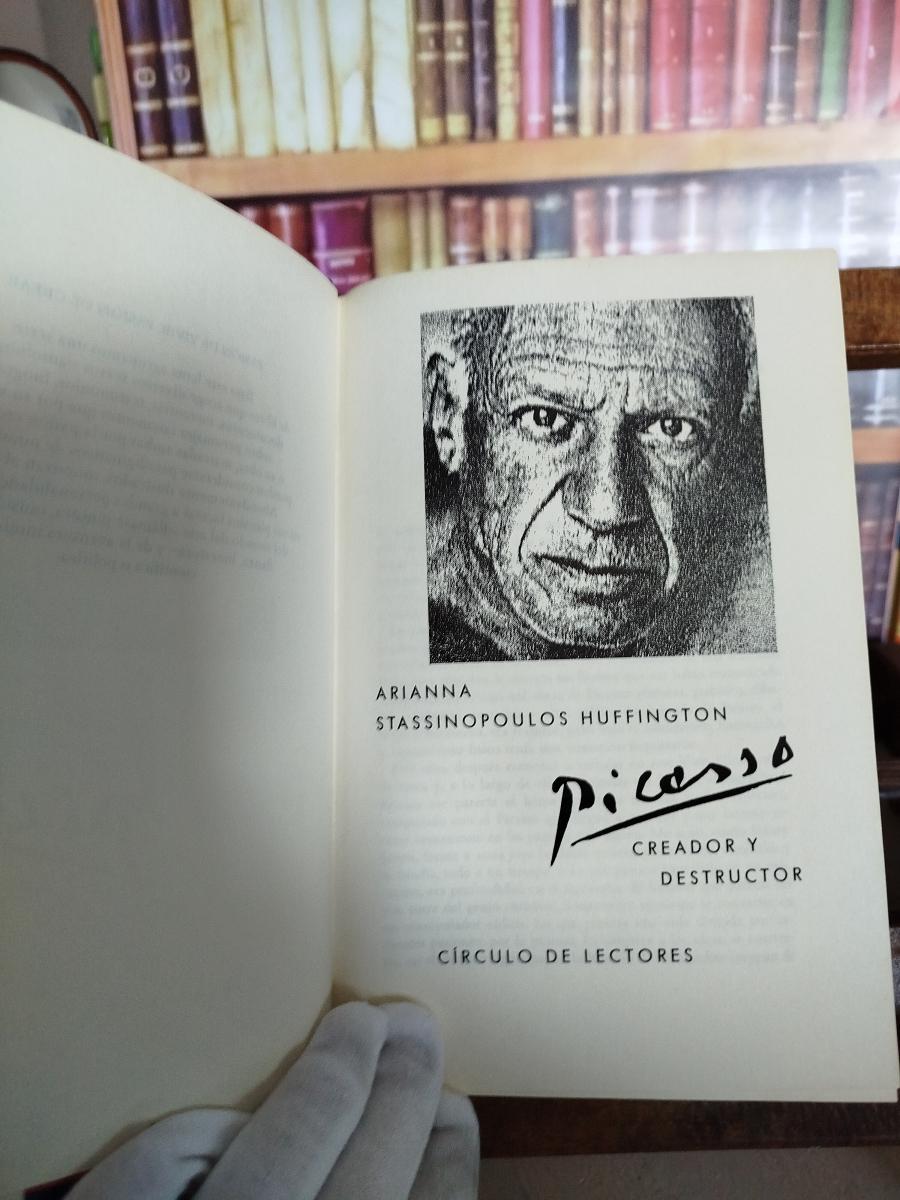 ARIANNA
STASSINOPOULOS HUFFINGTON
Picasso
CREADOR Y
DESTRUCTOR
CÍRCULO DE LECTORES